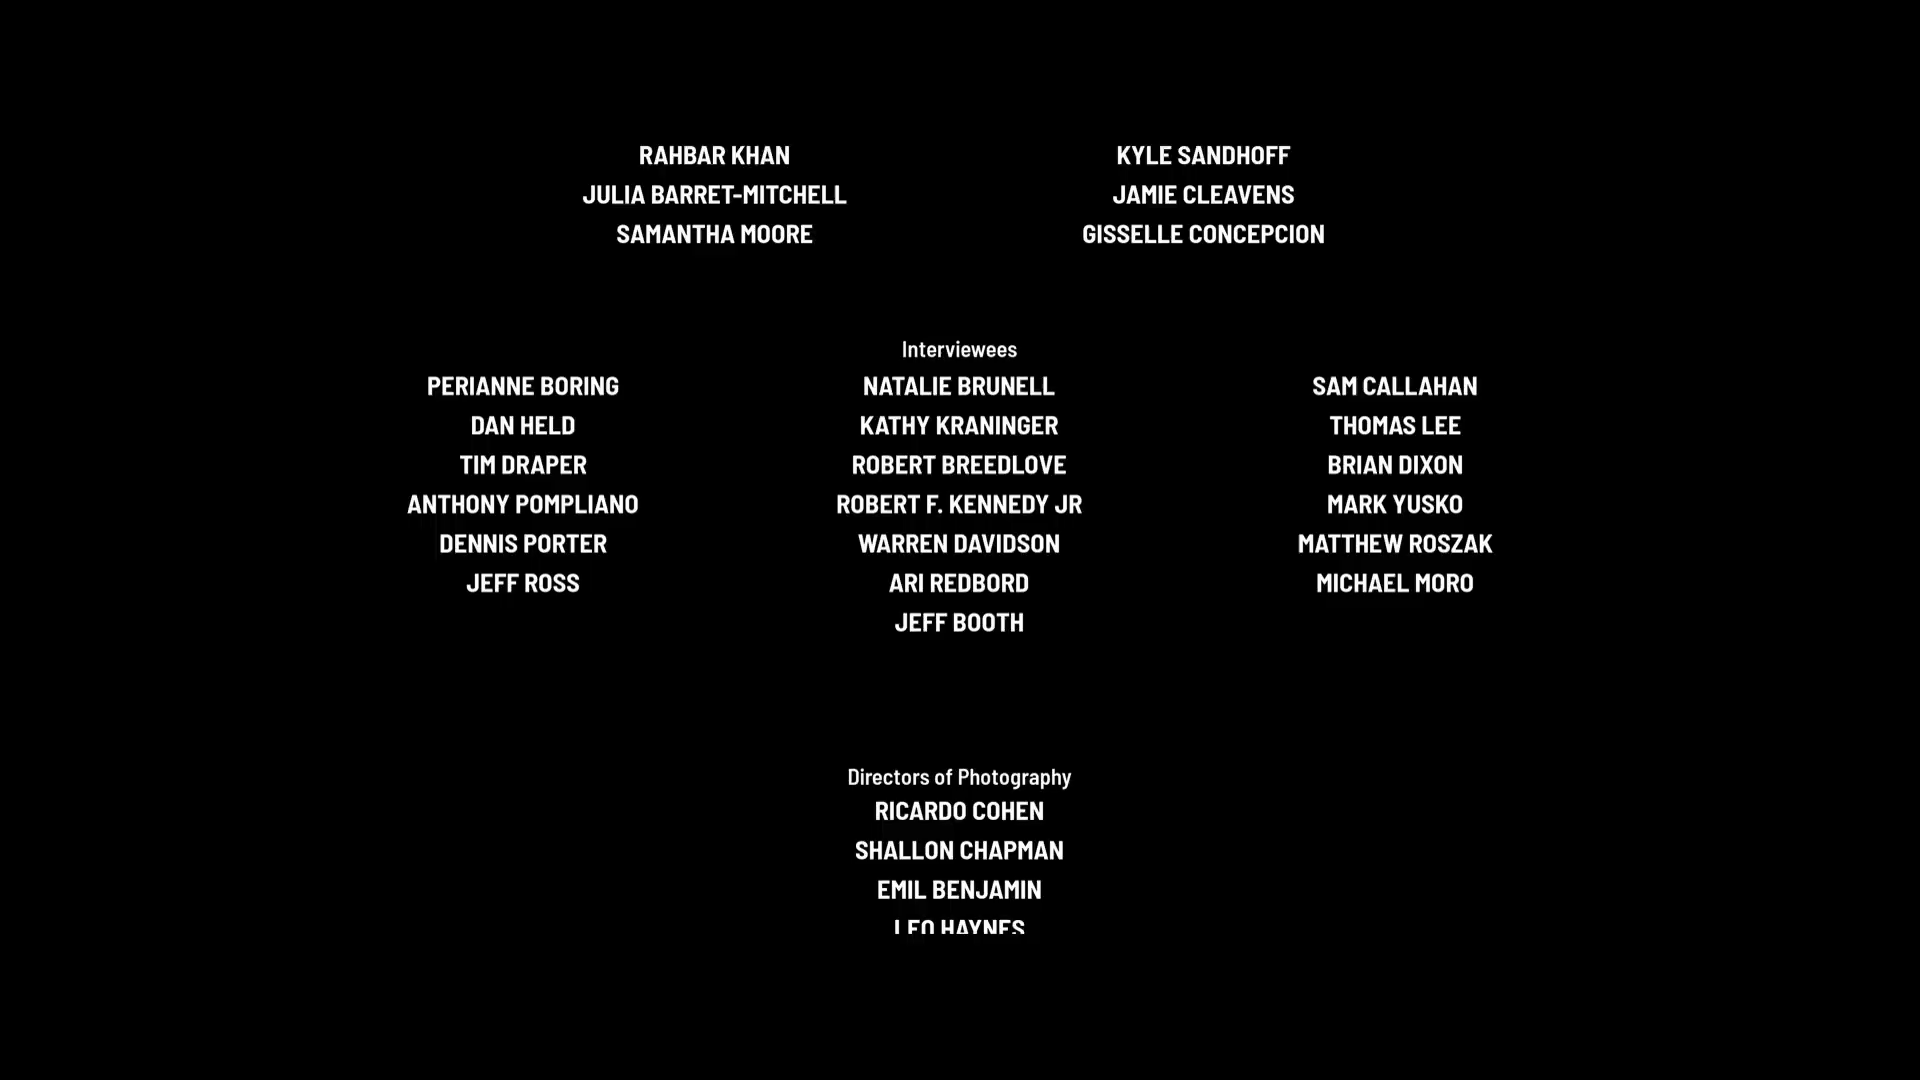 RAHBAR KHAN KYLE SANDHOFF
JULIA BARRET-MITCHELL JAMIE CLEAVENS
SAMANTHA MOORE GISSELLE CONCEPCION
Interviewees
PERIANNE BORING NATALIE BRUNELL SAM CALLAHAN
DAN HELD KATHY KRANINGER THOMAS LEE
TIM DRAPER ROBERT BREEDLOVE BRIAN DIXON
ANTHONY POMPLIANO ROBERT F. KENNEDY JR MARK YUSKO
DENNIS PORTER WARREN DAVIDSON MATTHEW ROSZAK
JEFF ROSS ARI REDBORD MICHAEL MORO
JEFF BOOTH
Directors of Photography
RICARDO COHEN
SHALLON CHAPMAN
EMIL BENJAMIN
LEO HAYNES